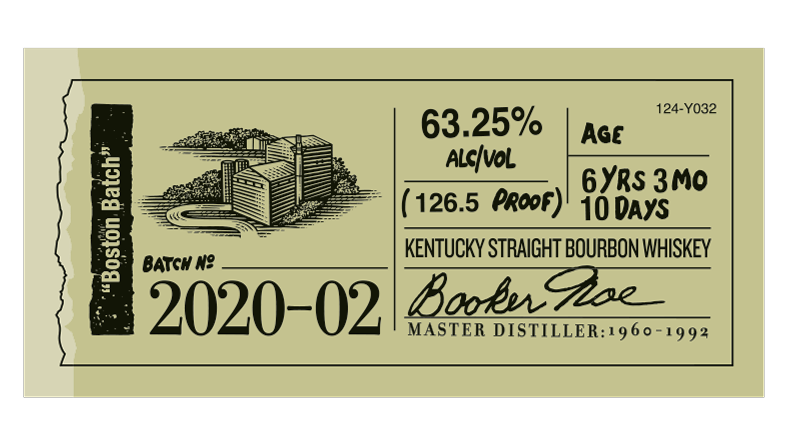 "Boston Batch"
BATCH Nº
2020-02
63.25%
ALC/VOL
(126.5 PROOF)
124-Y032
AGE
6 YRS 3 MO
10 DAYS
KENTUCKY STRAIGHT BOURBON WHISKEY
Booker Noe
MASTER DISTILLER: 1960-1992